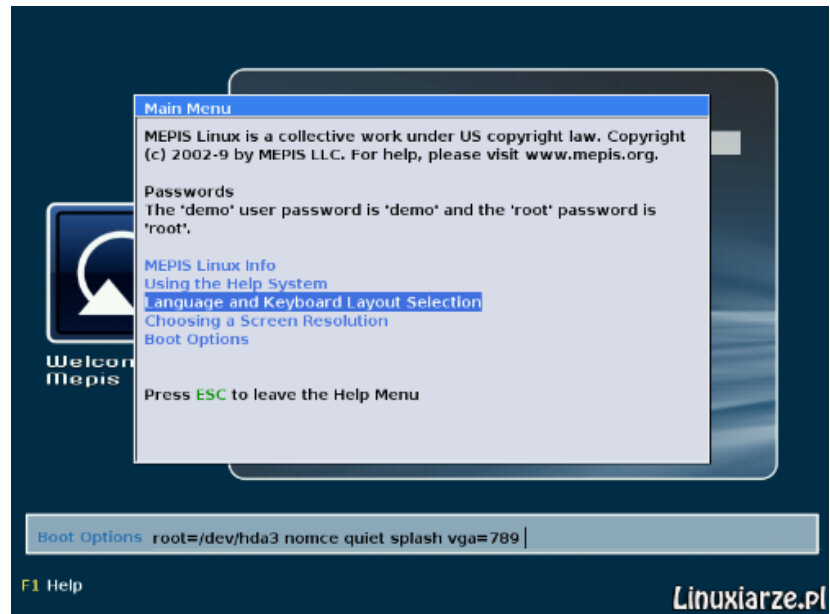 Main Menu
MEPIS Linux is a collective work under US copyright law. Copyright
(c) 2002-9 by MEPIS LLC. For help, please visit www.mepis.org.
Passwords
The 'demo' user password is 'demo' and the 'root' password is
'root'.
MEPIS Linux Info
Using the Help System
Language and Keyboard Layout Selection
Choosing a Screen Resolution
Boot Options
Press ESC to leave the Help Menu
Welcom
Mepis
Boot Options root=/dev/hda3 nomce quiet splash vga=789
F1 Help
Linuxiarze.pl